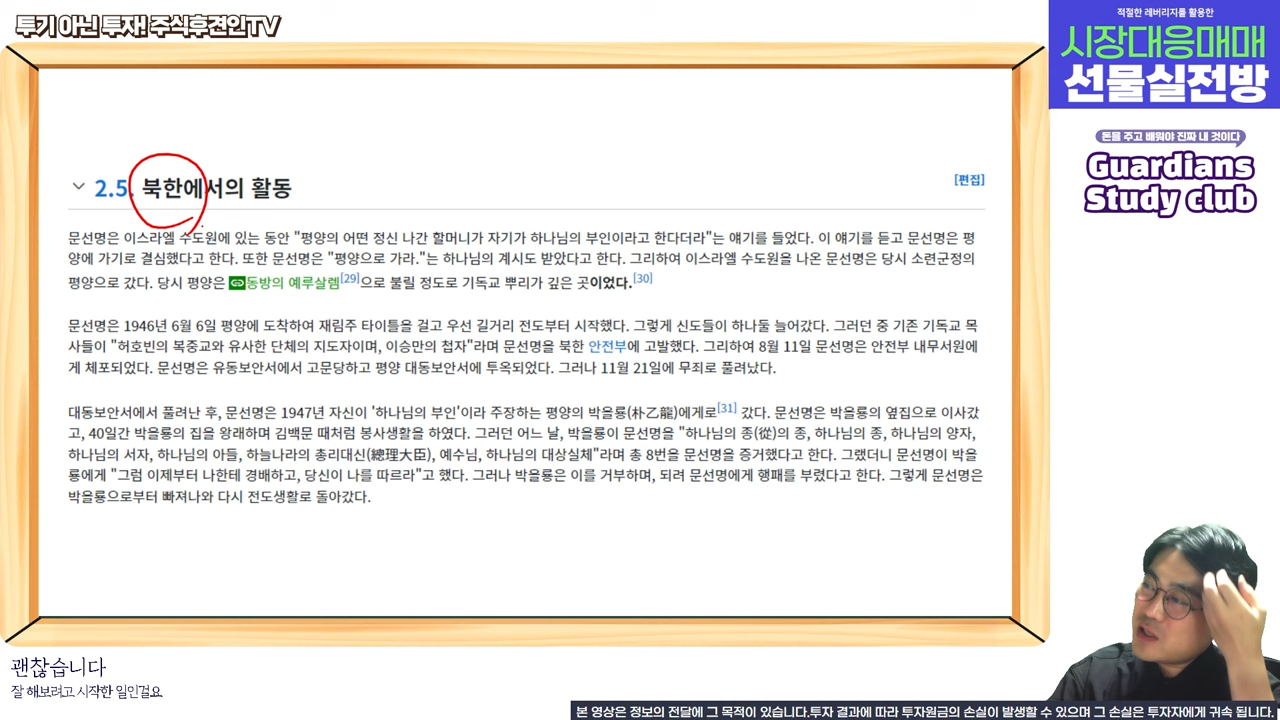 투기 아닌 투자! 주식후견인TV
적절한 레버리지를 활용한
시장대응매매
선물실전방
돈을 주고 배워야 진짜 내 것이다
Guardians
Study club
2.5. 북한에서의 활동
[편집]
문선명은 이스라엘 수도원에 있는 동안 "평양의 어떤 정신 나간 할머니가 자기가 하나님의 부인이라고 한다더라"는 얘기를 들었다. 이 얘기를 듣고 문선명은 평
양에 가기로 결심했다고 한다. 또한 문선명은 "평양으로 가라."는 하나님의 계시도 받았다고 한다. 그리하여 이스라엘 수도원을 나온 문선명은 당시 소련군정의
평양으로 갔다. 당시 평양은 동방의 예루살렘[29]으로 불릴 정도로 기독교 뿌리가 깊은 곳이었다.[30]
문선명은 1946년 6월 6일 평양에 도착하여 재림주 타이틀을 걸고 우선 길거리 전도부터 시작했다. 그렇게 신도들이 하나둘 늘어갔다. 그러던 중 기존 기독교 목
사들이 "허호빈의 복중교와 유사한 단체의 지도자이며, 이승만의 첩자"라며 문선명을 북한 안전부에 고발했다. 그리하여 8월 11일 문선명은 안전부 내무서원에
게 체포되었다. 문선명은 유동보안서에서 고문당하고 평양 대동보안서에 투옥되었다. 그러나 11월 21일에 무죄로 풀려났다.
대동보안서에서 풀려난 후, 문선명은 1947년 자신이 '하나님의 부인'이라 주장하는 평양의 박을룡(朴乙龍)에게로[31] 갔다. 문선명은 박을룡의 옆집으로 이사갔
고, 40일간 박을룡의 집을 왕래하며 김백문 때처럼 봉사생활을 하였다. 그러던 어느 날, 박을룡이 문선명을 "하나님의 종(從)의 종, 하나님의 종, 하나님의 양자,
하나님의 서자, 하나님의 아들, 하늘나라의 총리대신(總理大臣), 예수님, 하나님의 대상실체"라며 총 8번을 문선명을 증거했다고 한다. 그랬더니 문선명이 박을
룡에게 "그럼 이제부터 나한테 경배하고, 당신이 나를 따르라"고 했다. 그러나 박을룡은 이를 거부하며, 되려 문선명에게 행패를 부렸다고 한다. 그렇게 문선명은
박을룡으로부터 빠져나와 다시 전도생활로 돌아갔다.
괜찮습니다
잘 해보려고 시작한 일인걸요
본 영상은 정보의 전달에 그 목적이 있습니다.투자 결과에 따라 투자원금의 손실이 발생할 수 있으며 그 손실은 투자자에게 귀속 됩니다.